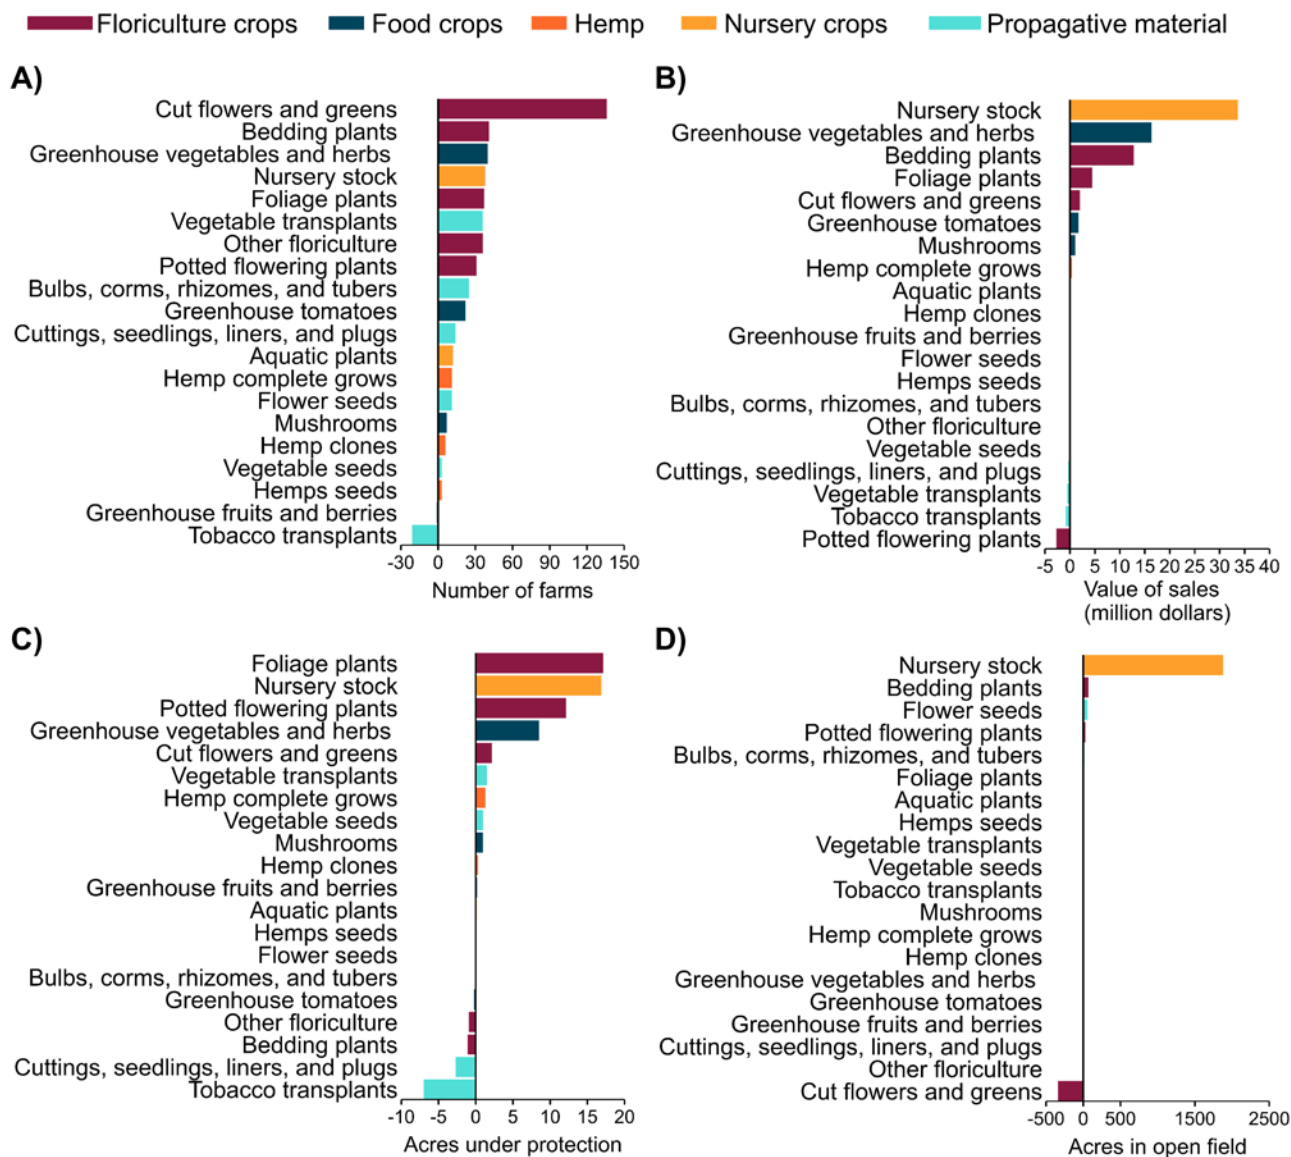 Floriculture crops Food crops Hemp Nursery crops Propagative material
A)
Cut flowers and greens
Bedding plants
Greenhouse vegetables and herbs
Nursery stock
Foliage plants
Vegetable transplants
Other floriculture
Potted flowering plants
Bulbs, corms, rhizomes, and tubers
Greenhouse tomatoes
Cuttings, seedlings, liners, and plugs
Aquatic plants
Hemp complete grows
Flower seeds
Mushrooms
Hemp clones
Vegetable seeds
Hemps seeds
Greenhouse fruits and berries
Tobacco transplants
-30 0 30 60 90 120 150
Number of farms
B)
Nursery stock
Greenhouse vegetables and herbs
Bedding plants
Foliage plants
Cut flowers and greens
Greenhouse tomatoes
Mushrooms
Hemp complete grows
Aquatic plants
Hemp clones
Greenhouse fruits and berries
Flower seeds
Hemps seeds
Bulbs, corms, rhizomes, and tubers
Other floriculture
Vegetable seeds
Cuttings, seedlings, liners, and plugs
Vegetable transplants
Tobacco transplants
Potted flowering plants
-5 0 5 10 15 20 25 30 35 40
Value of sales
(million dollars)
C)
Foliage plants
Nursery stock
Potted flowering plants
Greenhouse vegetables and herbs
Cut flowers and greens
Vegetable transplants
Hemp complete grows
Vegetable seeds
Mushrooms
Hemp clones
Greenhouse fruits and berries
Aquatic plants
Hemps seeds
Flower seeds
Bulbs, corms, rhizomes, and tubers
Greenhouse tomatoes
Other floriculture
Bedding plants
Cuttings, seedlings, liners, and plugs
Tobacco transplants
-10 -5 0 5 10 15 20
Acres under protection
D)
Nursery stock
Bedding plants
Flower seeds
Potted flowering plants
Bulbs, corms, rhizomes, and tubers
Foliage plants
Aquatic plants
Hemps seeds
Vegetable transplants
Vegetable seeds
Tobacco transplants
Mushrooms
Hemp complete grows
Hemp clones
Greenhouse vegetables and herbs
Greenhouse tomatoes
Greenhouse fruits and berries
Cuttings, seedlings, liners, and plugs
Other floriculture
Cut flowers and greens
-500 0 500 1500 2500
Acres in open field